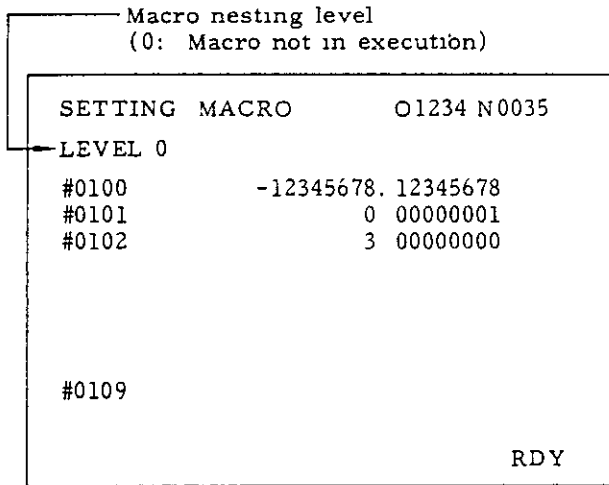 Macro nesting level
(0: Macro not in execution)
SETTING MACRO O1234 N0035
LEVEL 0
#0100 -12345678. 12345678
#0101 0 00000001
#0102 3 00000000
#0109
RDY